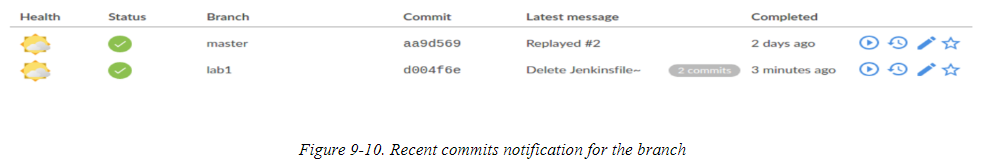 Health Status Branch Commit Latest message Completed
master aa9d569 Replayed #2 2 days ago
lab1 d004f6e Delete Jenkinsfile~ 2 commits 3 minutes ago
Figure 9-10. Recent commits notification for the branch